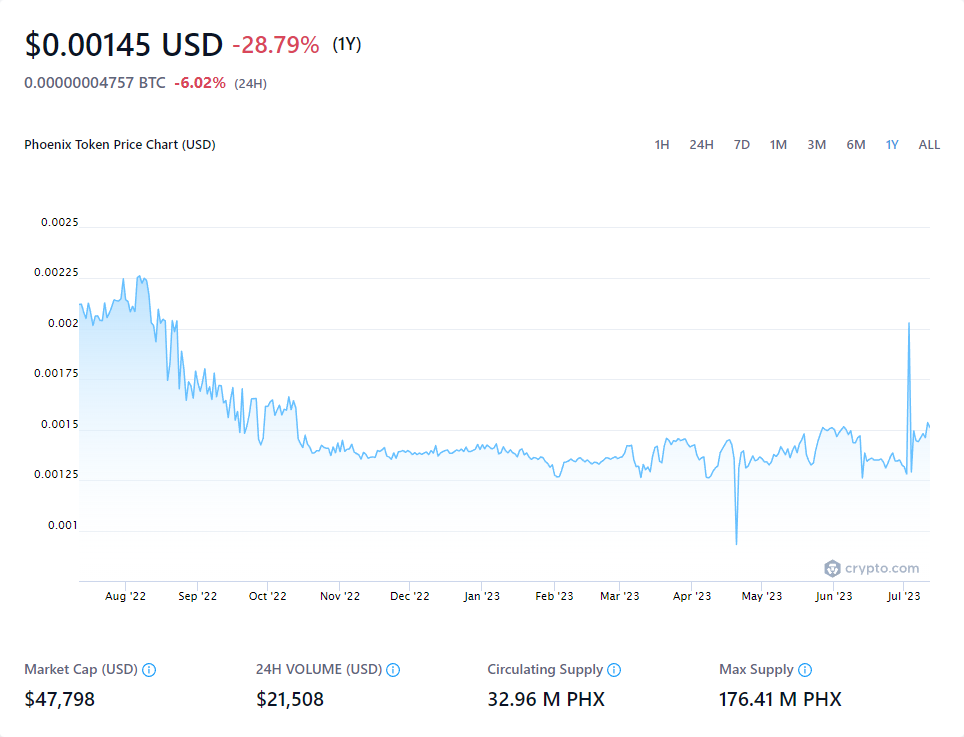 $0.00145 USD -28.79% (1Y)
0.00000004757 BTC -6.02% (24H)
Phoenix Token Price Chart (USD) 1H 24H 7D 1M 3M 6M 1Y ALL
0.0025
0.00225
0.002
0.00175
0.0015
0.00125
0.001
crypto.com
Aug '22 Sep '22 Oct '22 Nov '22 Dec '22 Jan '23 Feb '23 Mar '23 Apr '23 May '23 Jun '23 Jul '23
Market Cap (USD) 24H VOLUME (USD) Circulating Supply Max Supply
$47,798 $21,508 32.96 M PHX 176.41 M PHX